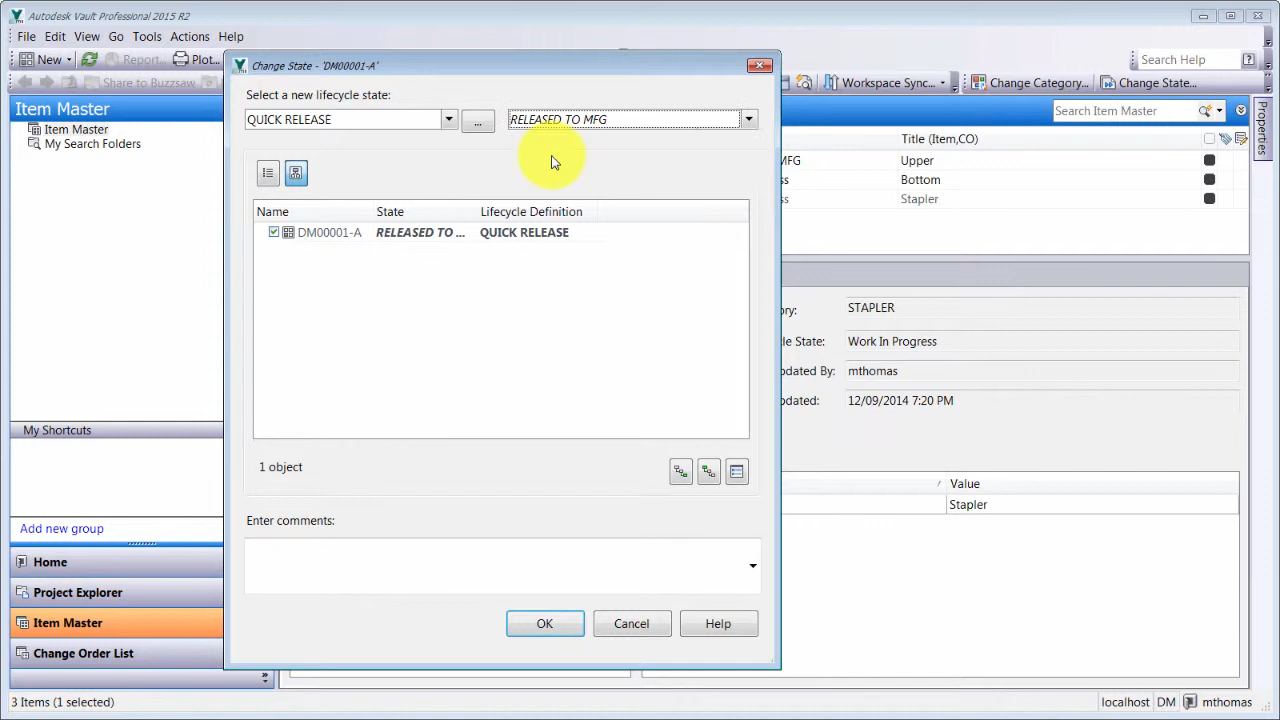 Autodesk Vault Professional 2015 R2
File Edit View Go Tools Actions Help
New Report... Plot... Search Help
Share to Buzzsaw Workspace Sync... Change Category... Change State...
Item Master
Search Item Master
Item Master
My Search Folders
My Shortcuts
Add new group
Home
Project Explorer
Item Master
Change Order List
Change State - 'DM00001-A'
Select a new lifecycle state:
QUICK RELEASE ... RELEASED TO MFG
Name State Lifecycle Definition
DM00001-A RELEASED TO ... QUICK RELEASE
1 object
Enter comments:
OK Cancel Help
Title (Item,CO)
MFG Upper
ss Bottom
ss Stapler
ry: STAPLER
le State: Work In Progress
Updated By: mthomas
dated: 12/09/2014 7:20 PM
Value
Stapler
Properties
3 Items (1 selected)
localhost DM mthomas